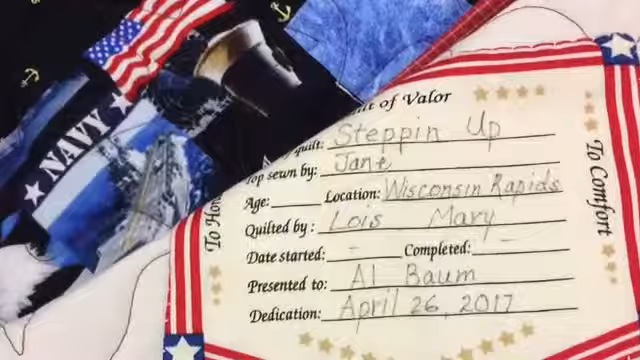 NAVY
of Valor
quilt: Steppin Up
Top sewn by: Jane
Age: Location: Wisconsin Rapids
Quilted by: Lois Mary
Date started: - Completed: -
Presented to: Al Baum
Dedication: April 26, 2017
To
To Comfort